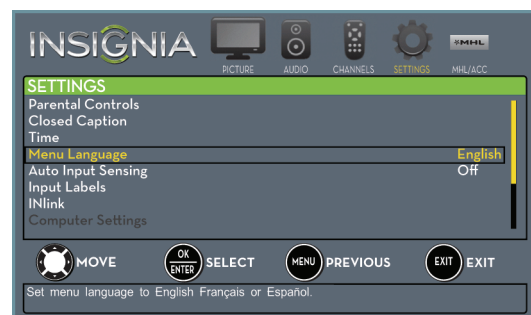 INSIGNIA
PICTURE AUDIO CHANNELS SETTINGS MHL/ACC
MHL
SETTINGS
Parental Controls
Closed Caption
Time
Menu Language English
Auto Input Sensing Off
Input Labels
INlink
Computer Settings
MOVE OK ENTER SELECT MENU PREVIOUS EXIT EXIT
Set menu language to English Français or Español.